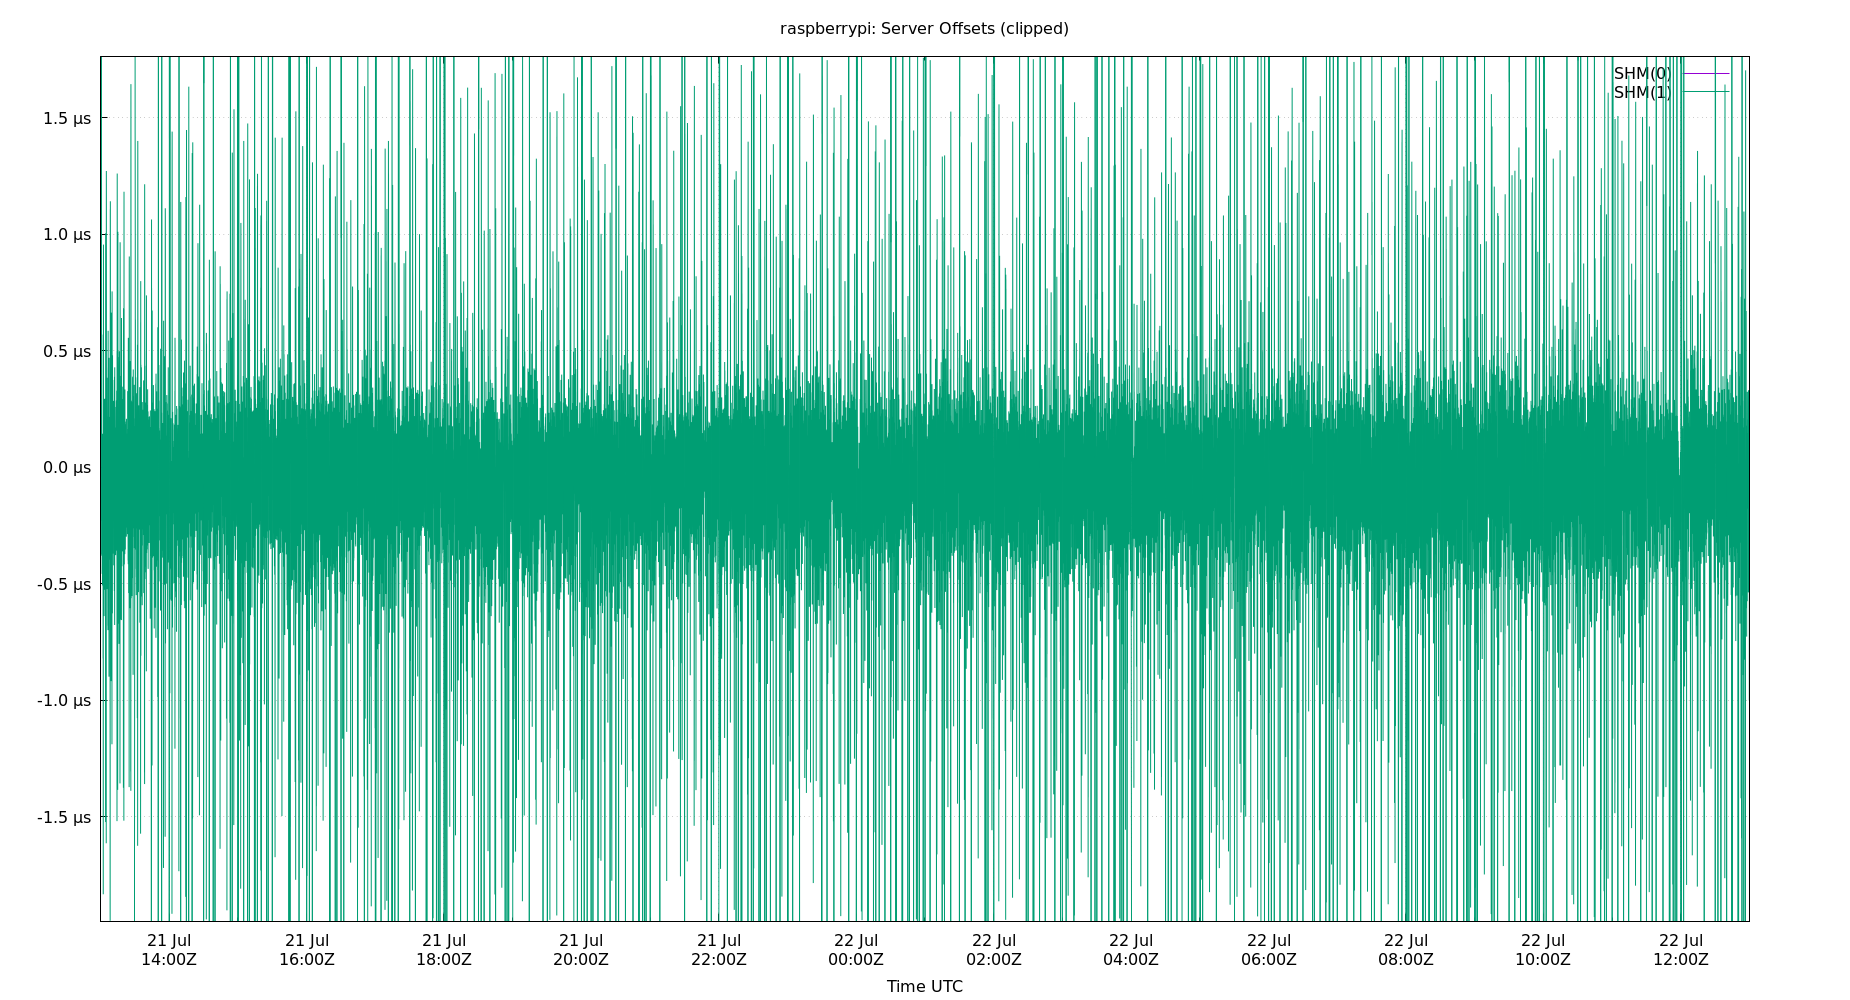 raspberrypi: Server Offsets (clipped)
SHM(0)
SHM(1)
1.5 µs
1.0 µs
0.5 µs
0.0 µs
-0.5 µs
-1.0 µs
-1.5 µs
21 Jul 21 Jul 21 Jul 21 Jul 21 Jul 22 Jul 22 Jul 22 Jul 22 Jul 22 Jul 22 Jul 22 Jul
14:00Z 16:00Z 18:00Z 20:00Z 22:00Z 00:00Z 02:00Z 04:00Z 06:00Z 08:00Z 10:00Z 12:00Z
Time UTC